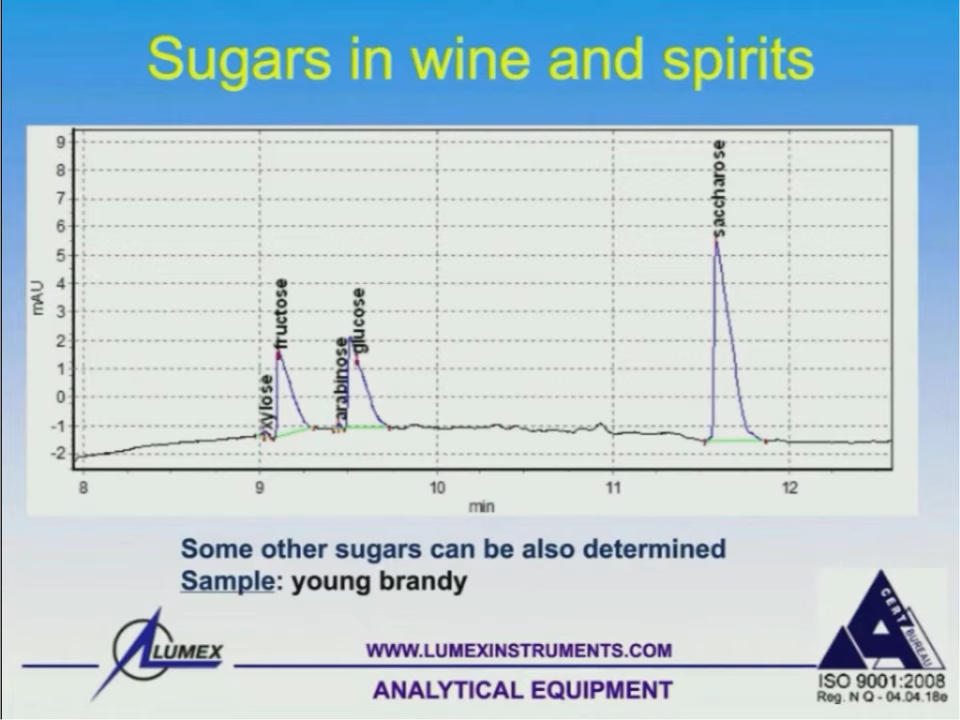 Sugars in wine and spirits
9
8
7
6
5
4
3
2
1
0
-1
-2
mAU
xylose
fructose
arabinose
glucose
saccharose
8 9 10 11 12
min
Some other sugars can be also determined
Sample: young brandy
LUMEX
WWW.LUMEXINSTRUMENTS.COM
ANALYTICAL EQUIPMENT
CERT BUREAU
ISO 9001:2008
Reg. N Q - 04.04.18e